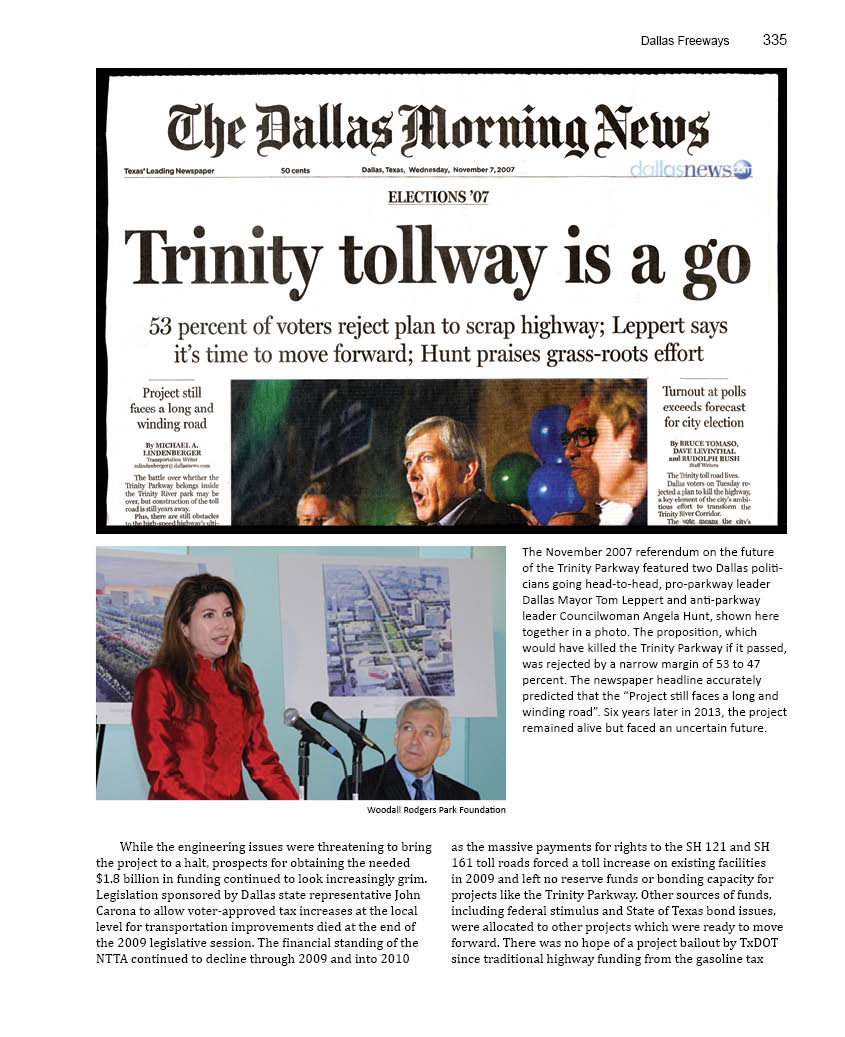 Dallas Freeways 335
The Dallas Morning News
Texas' Leading Newspaper 50 cents Dallas, Texas, Wednesday, November 7, 2007 dallasnews.com
ELECTIONS '07
Trinity tollway is a go
53 percent of voters reject plan to scrap highway; Leppert says
it's time to move forward; Hunt praises grass-roots effort
Project still
faces a long and
winding road
By MICHAEL A.
LINDENBERGER
Transportation Writer
mlindenberger@dallasnews.com
The battle over whether the
Trinity Parkway belongs inside
the Trinity River park may be
over, but construction of the toll
road is still years away.
Plus, there are still obstacles
to the high-speed highway's ulti-
Turnout at polls
exceeds forecast
for city election
By BRUCE TOMASO,
DAVE LEVINTHAL
and RUDOLPH BUSH
Staff Writers
The Trinity toll road lives.
Dallas voters on Tuesday re-
jected a plan to kill the highway,
a key element of the city's ambi-
tious effort to transform the
Trinity River Corridor.
The vote means the city's
The November 2007 referendum on the future
of the Trinity Parkway featured two Dallas politi-
cians going head-to-head, pro-parkway leader
Dallas Mayor Tom Leppert and anti-parkway
leader Councilwoman Angela Hunt, shown here
together in a photo. The proposition, which
would have killed the Trinity Parkway if it passed,
was rejected by a narrow margin of 53 to 47
percent. The newspaper headline accurately
predicted that the “Project still faces a long and
winding road”. Six years later in 2013, the project
remained alive but faced an uncertain future.
Woodall Rodgers Park Foundation
While the engineering issues were threatening to bring
the project to a halt, prospects for obtaining the needed
$1.8 billion in funding continued to look increasingly grim.
Legislation sponsored by Dallas state representative John
Carona to allow voter-approved tax increases at the local
level for transportation improvements died at the end of
the 2009 legislative session. The financial standing of the
NTTA continued to decline through 2009 and into 2010
as the massive payments for rights to the SH 121 and SH
161 toll roads forced a toll increase on existing facilities
in 2009 and left no reserve funds or bonding capacity for
projects like the Trinity Parkway. Other sources of funds,
including federal stimulus and State of Texas bond issues,
were allocated to other projects which were ready to move
forward. There was no hope of a project bailout by TxDOT
since traditional highway funding from the gasoline tax